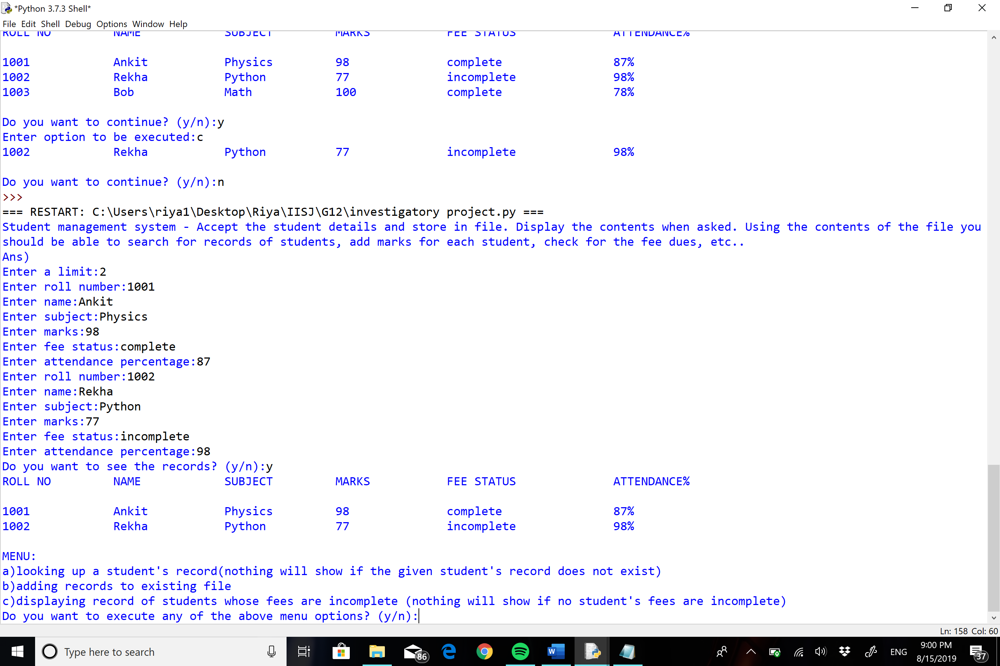 *Python 3.7.3 Shell*
File Edit Shell Debug Options Window Help
ROLL NO NAME SUBJECT MARKS FEE STATUS ATTENDANCE%
1001 Ankit Physics 98 complete 87%
1002 Rekha Python 77 incomplete 98%
1003 Bob Math 100 complete 78%
Do you want to continue? (y/n):y
Enter option to be executed:c
1002 Rekha Python 77 incomplete 98%
Do you want to continue? (y/n):n
>>>
=== RESTART: C:\Users\riya1\Desktop\Riya\IISJ\G12\investigatory project.py ===
Student management system - Accept the student details and store in file. Display the contents when asked. Using the contents of the file you
should be able to search for records of students, add marks for each student, check for the fee dues, etc..
Ans)
Enter a limit:2
Enter roll number:1001
Enter name:Ankit
Enter subject:Physics
Enter marks:98
Enter fee status:complete
Enter attendance percentage:87
Enter roll number:1002
Enter name:Rekha
Enter subject:Python
Enter marks:77
Enter fee status:incomplete
Enter attendance percentage:98
Do you want to see the records? (y/n):y
ROLL NO NAME SUBJECT MARKS FEE STATUS ATTENDANCE%
1001 Ankit Physics 98 complete 87%
1002 Rekha Python 77 incomplete 98%
MENU:
a)looking up a student's record(nothing will show if the given student's record does not exist)
b)adding records to existing file
c)displaying record of students whose fees are incomplete (nothing will show if no student's fees are incomplete)
Do you want to execute any of the above menu options? (y/n):
Ln: 158 Col: 60
Type here to search 86 W ENG 9:00 PM 37
8/15/2019